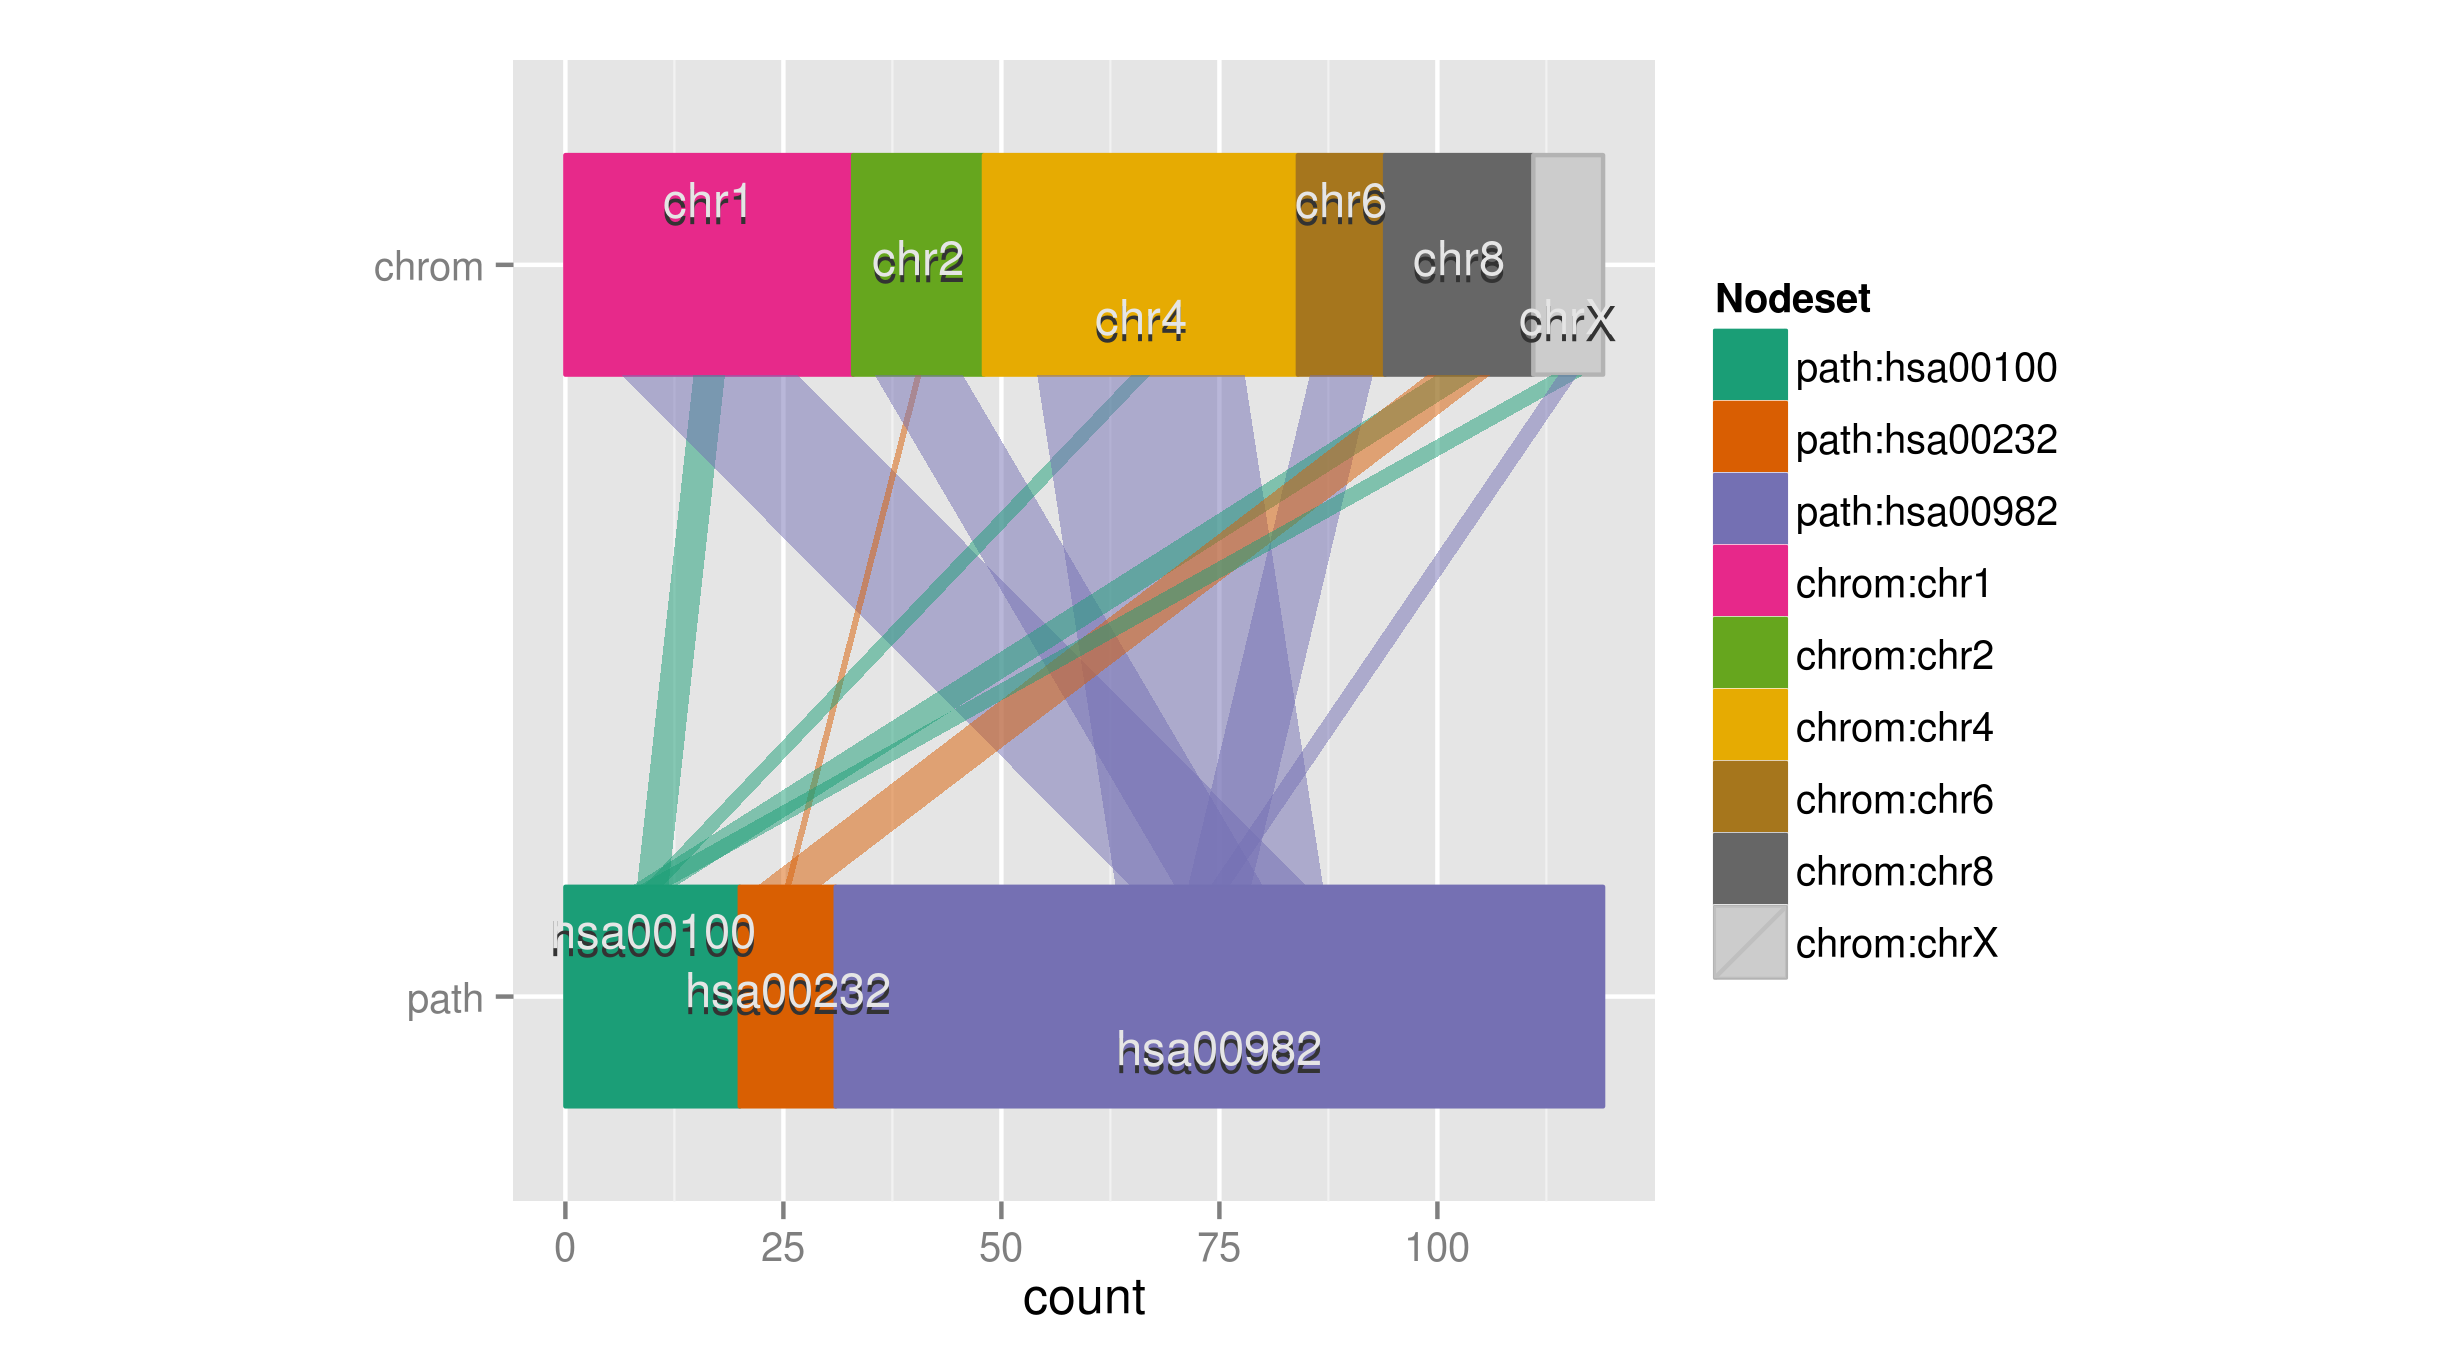 chrom
path
chr1
chr2
chr4
chr6
chr8
chrX
hsa00100
hsa00232
hsa00982
0 25 50 75 100
count
Nodeset
path:hsa00100
path:hsa00232
path:hsa00982
chrom:chr1
chrom:chr2
chrom:chr4
chrom:chr6
chrom:chr8
chrom:chrX